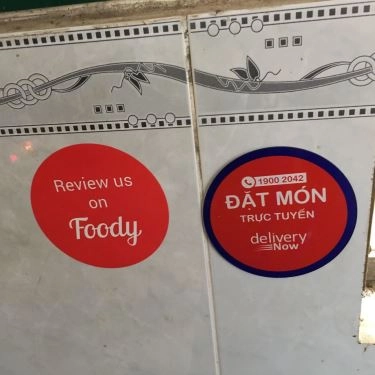 Review us
on
Foody
1900 2042
ĐẶT MÓN
TRỰC TUYẾN
delivery
Now